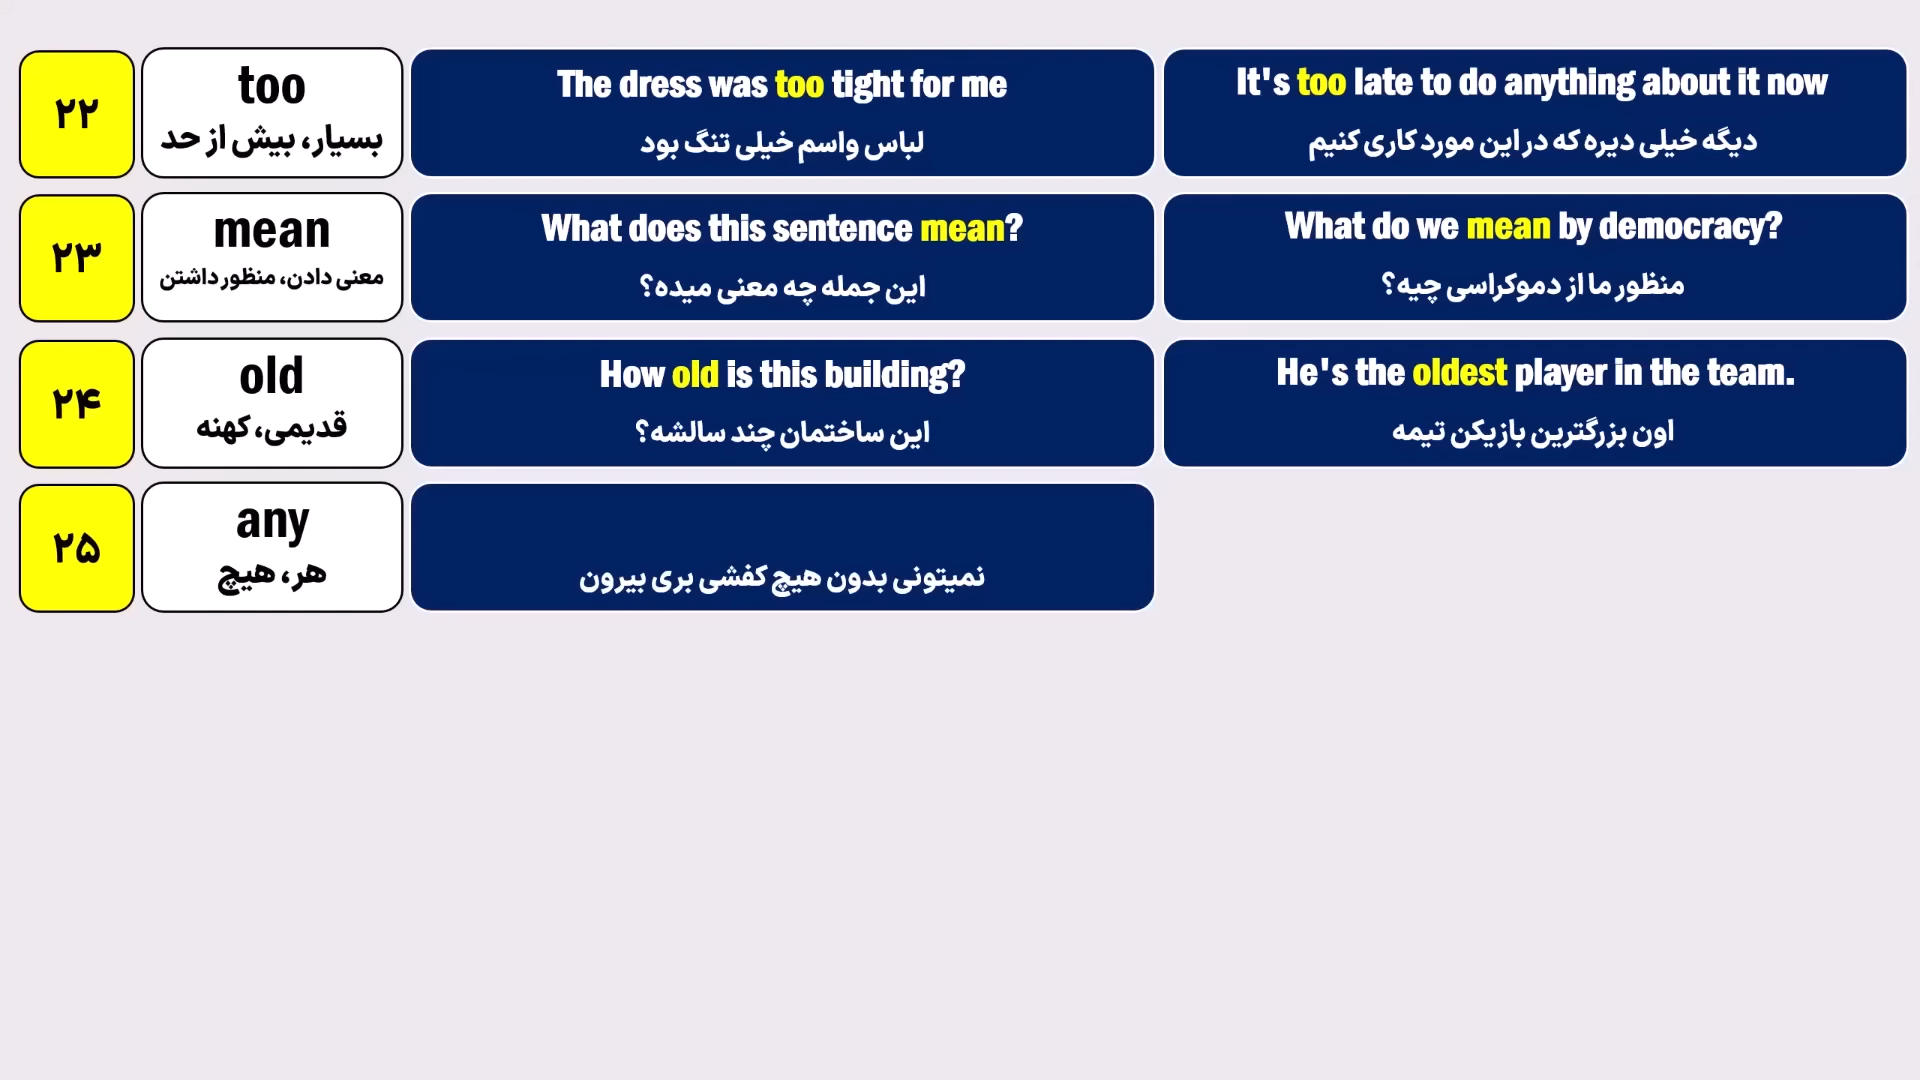 ۲۲
too
بسیار، بیش از حد
The dress was too tight for me
لباس واسم خیلی تنگ بود
It's too late to do anything about it now
دیگه خیلی دیره که در این مورد کاری کنیم
۲۳
mean
معنی دادن، منظور داشتن
What does this sentence mean?
این جمله چه معنی میده؟
What do we mean by democracy?
منظور ما از دموکراسی چیه؟
۲۴
old
قدیمی، کهنه
How old is this building?
این ساختمان چند سالشه؟
He's the oldest player in the team.
اون بزرگترین بازیکن تیمه
۲۵
any
هر، هیچ
نمیتونی بدون هیچ کفشی بری بیرون